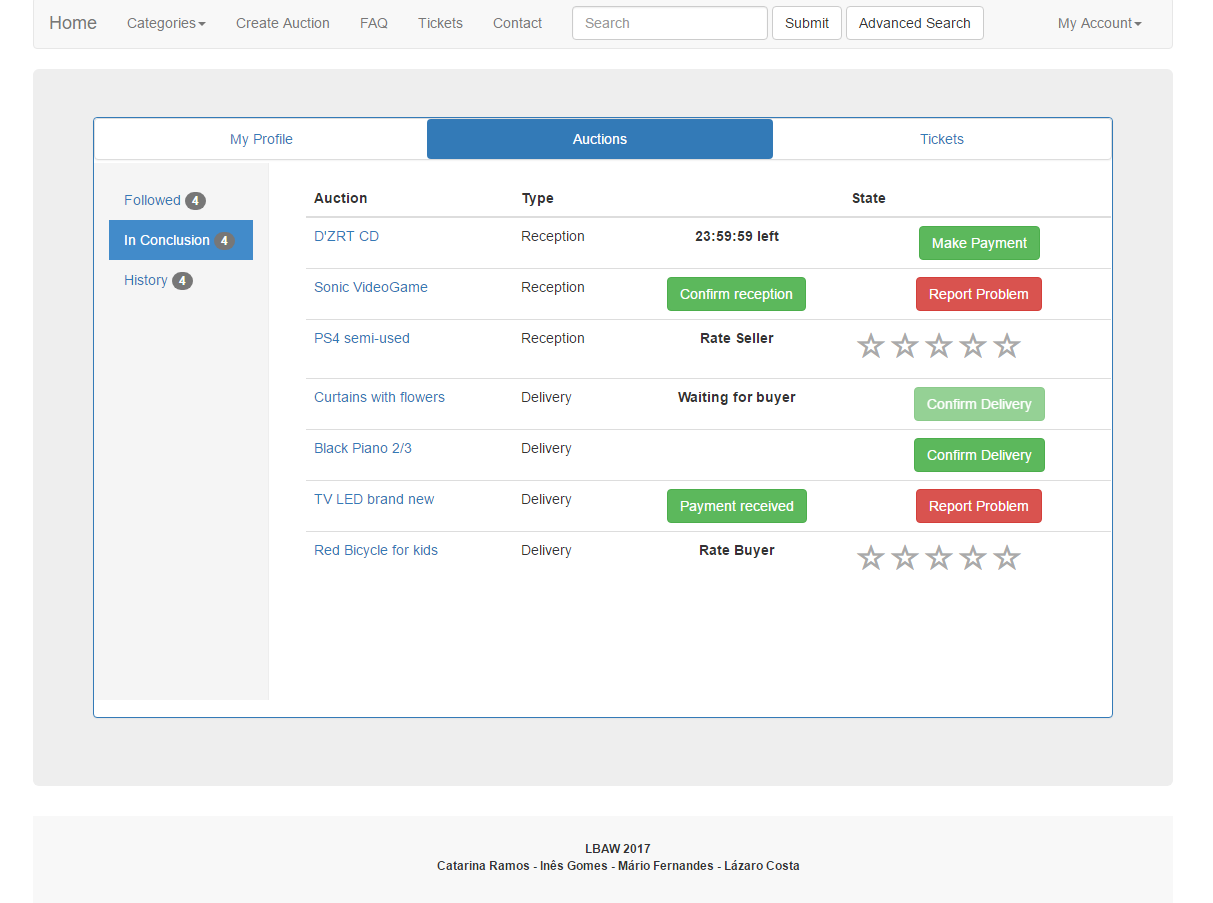 Home Categories Create Auction FAQ Tickets Contact Search Submit Advanced Search My Account
My Profile Auctions Tickets
Followed 4
In Conclusion 4
History 4
Auction Type State
D'ZRT CD Reception 23:59:59 left Make Payment
Sonic VideoGame Reception Confirm reception Report Problem
PS4 semi-used Reception Rate Seller
Curtains with flowers Delivery Waiting for buyer Confirm Delivery
Black Piano 2/3 Delivery Confirm Delivery
TV LED brand new Delivery Payment received Report Problem
Red Bicycle for kids Delivery Rate Buyer
LBAW 2017
Catarina Ramos - Inês Gomes - Mário Fernandes - Lázaro Costa